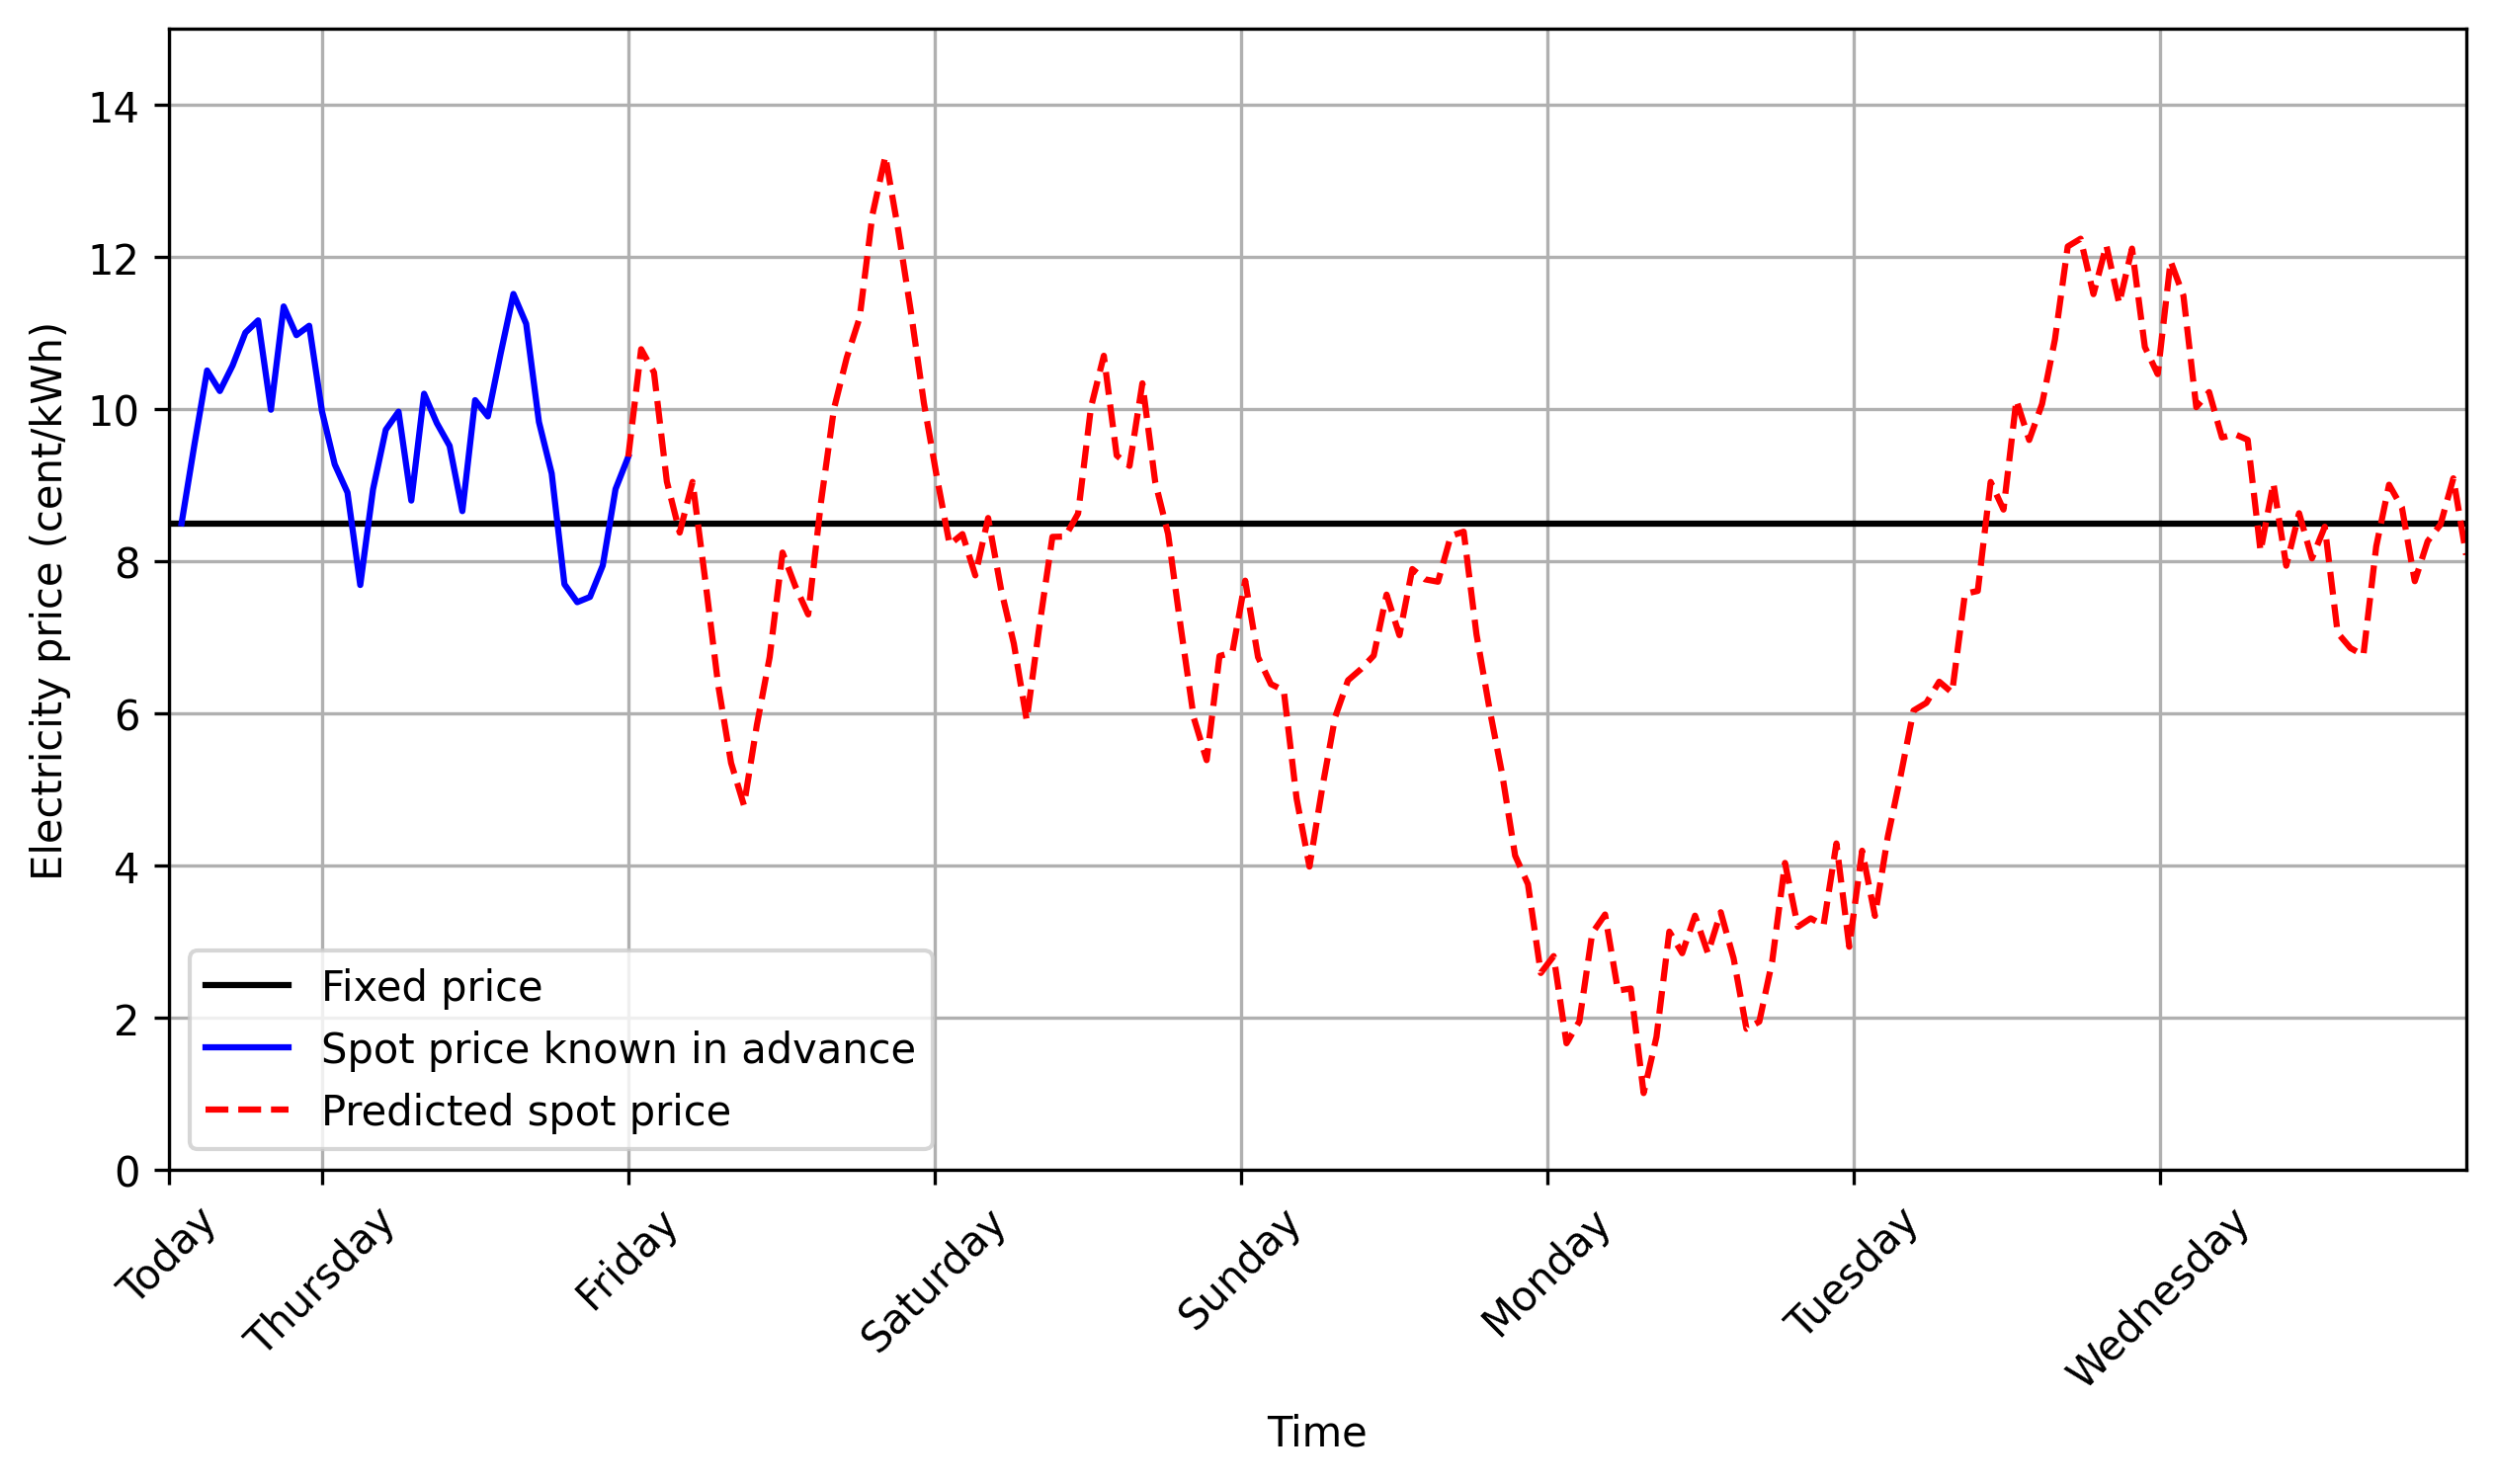 Electricity price (cent/kWh)
14
12
10
8
6
4
2
0
Fixed price
Spot price known in advance
Predicted spot price
Today
Thursday
Friday
Saturday
Sunday
Monday
Tuesday
Wednesday
Time